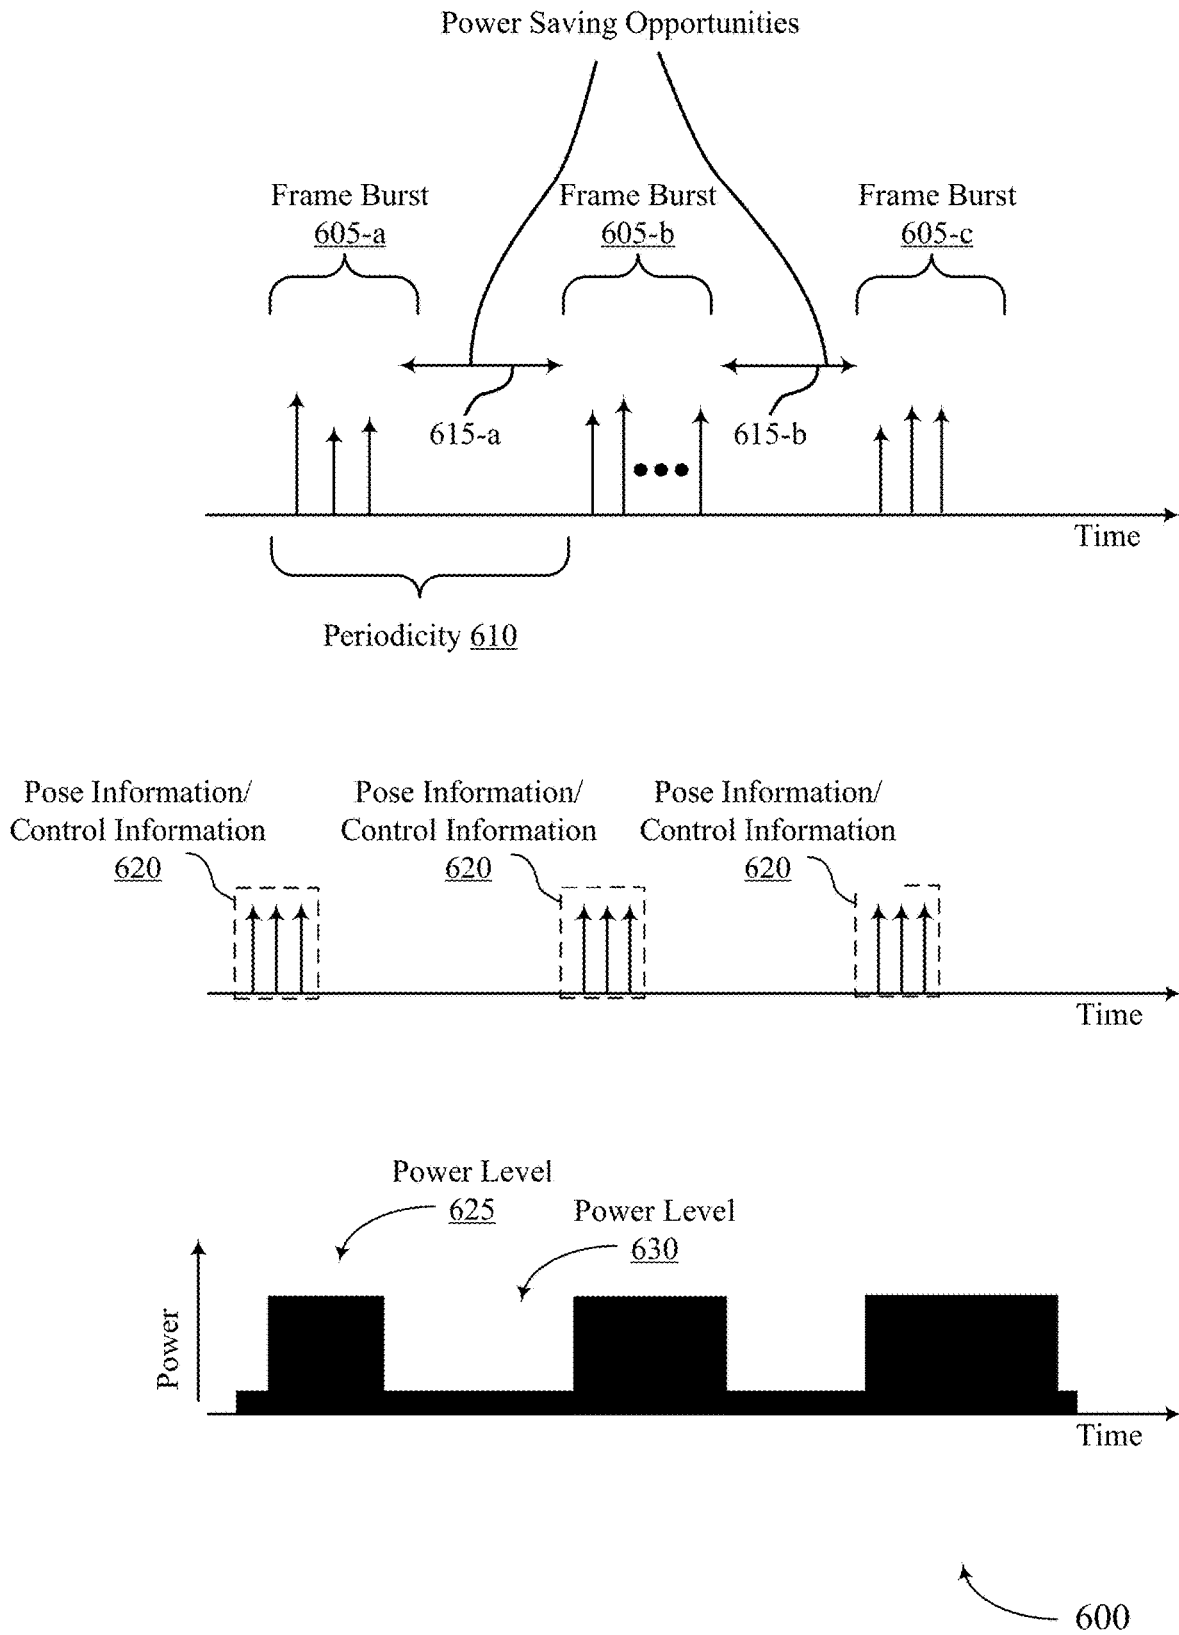 Power Saving Opportunities
Frame Burst
605-a
Frame Burst
605-b
Frame Burst
605-c
615-a
615-b
Time
Periodicity 610
Pose Information/
Control Information
620
Pose Information/
Control Information
620
Pose Information/
Control Information
620
Time
Power Level
625
Power Level
630
Power
Time
600